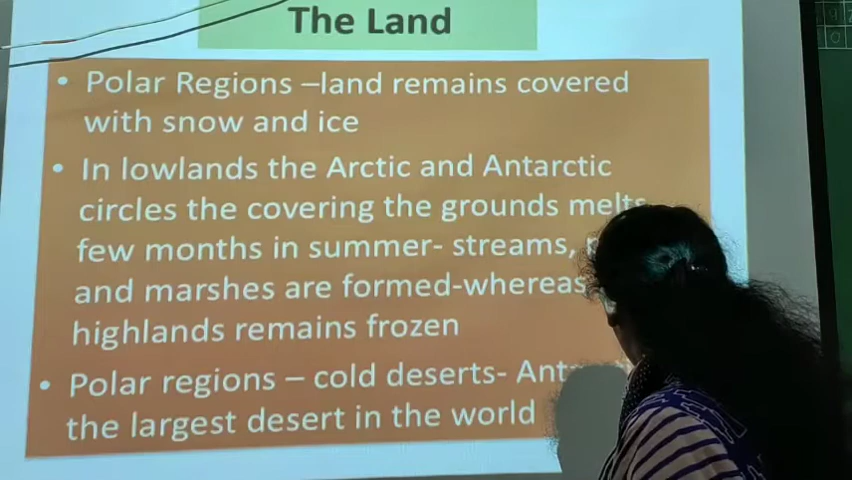 The Land
• Polar Regions –land remains covered
with snow and ice
• In lowlands the Arctic and Antarctic
circles the covering the grounds melts
few months in summer- streams,
and marshes are formed-whereas
highlands remains frozen
• Polar regions – cold deserts-
the largest desert in the world